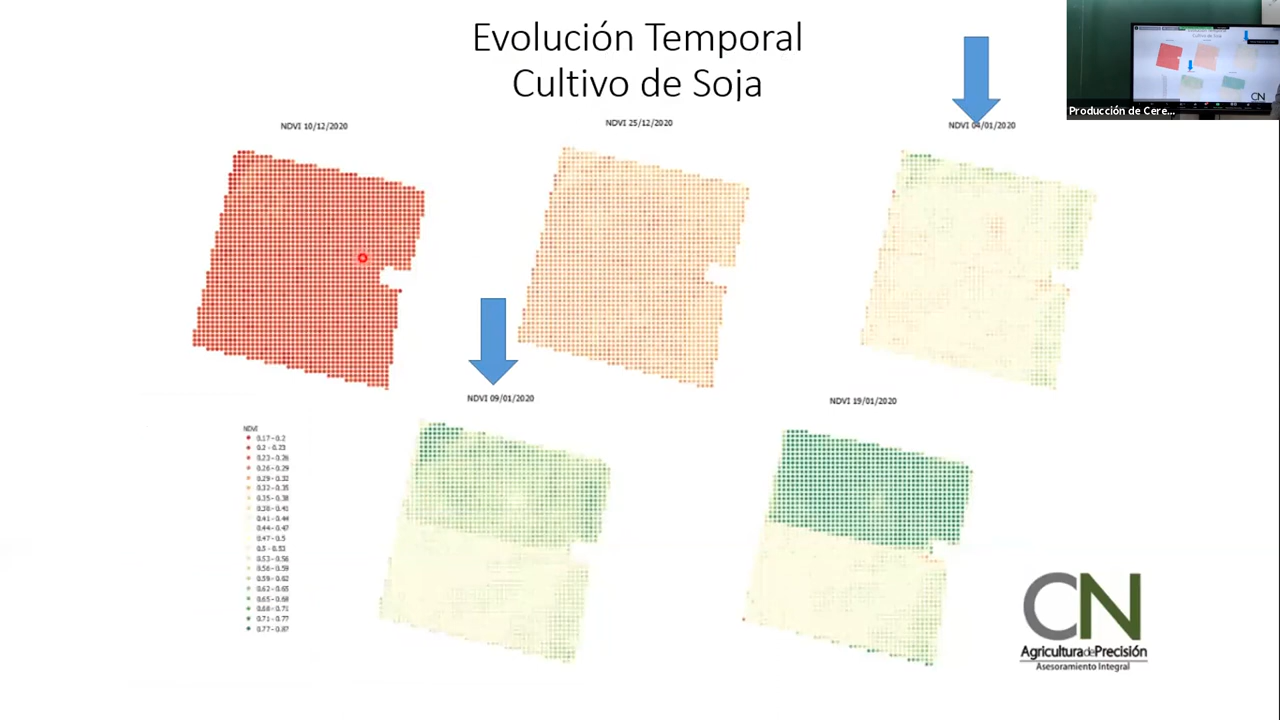 Evolución Temporal
Cultivo de Soja
Producción de Cere...
NDVI 10/12/2020
NDVI 25/12/2020
NDVI 04/01/2020
NDVI 09/01/2020
NDVI 19/01/2020
NDVI
0.17 - 0.2
0.2 - 0.23
0.23 - 0.26
0.26 - 0.29
0.29 - 0.32
0.32 - 0.35
0.35 - 0.38
0.38 - 0.41
0.41 - 0.44
0.44 - 0.47
0.47 - 0.5
0.5 - 0.53
0.53 - 0.56
0.56 - 0.59
0.59 - 0.62
0.62 - 0.65
0.65 - 0.68
0.68 - 0.71
0.71 - 0.77
0.77 - 0.87
CN
Agricultura de Precisión
Asesoramiento Integral